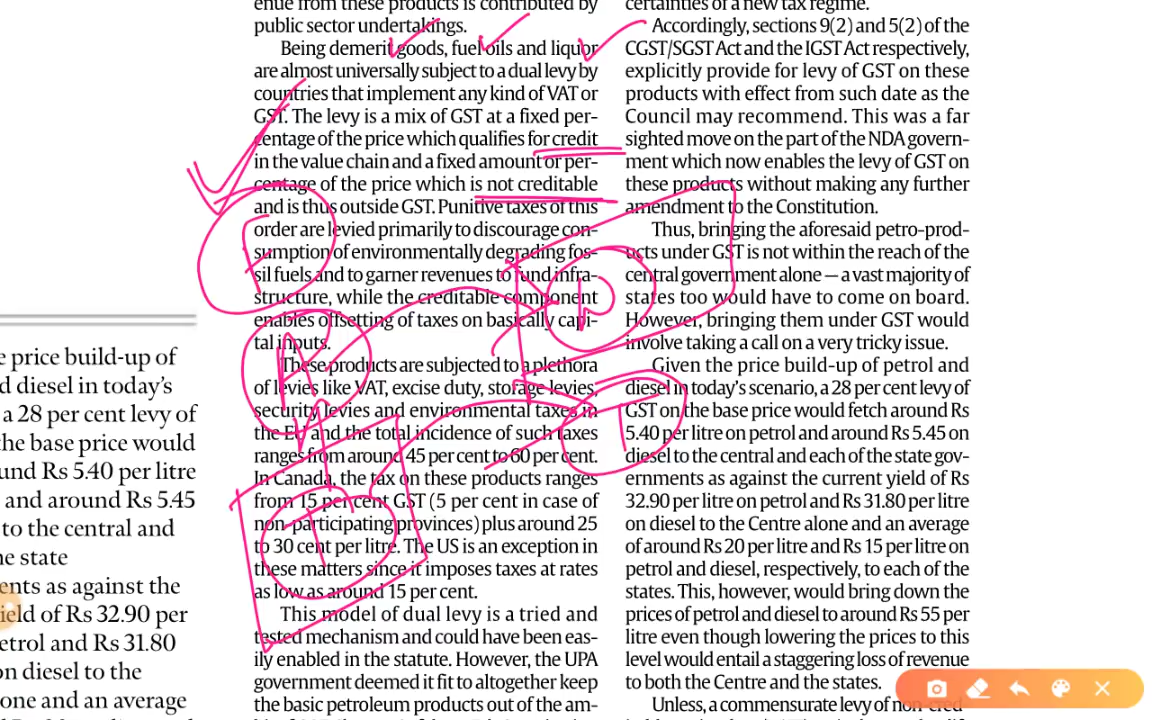 enue from these products is contributed by
public sector undertakings.
Being demerit goods, fuel oils and liquor
are almost universally subject to a dual levy by
countries that implement any kind of VAT or
GST. The levy is a mix of GST at a fixed per-
centage of the price which qualifies for credit
in the value chain and a fixed amount or per-
centage of the price which is not creditable
and is thus outside GST. Punitive taxes of this
order are levied primarily to discourage con-
sumption of environmentally degrading fos-
sil fuels and to garner revenues to fund infra-
structure, while the creditable component
enables offsetting of taxes on basically capi-
tal inputs.
These products are subjected to a plethora
of levies like VAT, excise duty, storage levies,
security levies and environmental taxes in
the EU and the total incidence of such taxes
ranges from around 45 per cent to 60 per cent.
In Canada, the tax on these products ranges
from 15 per cent GST (5 per cent in case of
non-participating provinces) plus around 25
to 30 cent per litre. The US is an exception in
these matters since it imposes taxes at rates
as low as around 15 per cent.
This model of dual levy is a tried and
tested mechanism and could have been eas-
ily enabled in the statute. However, the UPA
government deemed it fit to altogether keep
the basic petroleum products out of the am-
certainties of a new tax regime.
Accordingly, sections 9(2) and 5(2) of the
CGST/SGST Act and the IGST Act respectively,
explicitly provide for levy of GST on these
products with effect from such date as the
Council may recommend. This was a far
sighted move on the part of the NDA govern-
ment which now enables the levy of GST on
these products without making any further
amendment to the Constitution.
Thus, bringing the aforesaid petro-prod-
ucts under GST is not within the reach of the
central government alone — a vast majority of
states too would have to come on board.
However, bringing them under GST would
involve taking a call on a very tricky issue.
Given the price build-up of petrol and
diesel in today's scenario, a 28 per cent levy of
GST on the base price would fetch around Rs
5.40 per litre on petrol and around Rs 5.45 on
diesel to the central and each of the state gov-
ernments as against the current yield of Rs
32.90 per litre on petrol and Rs 31.80 per litre
on diesel to the Centre alone and an average
of around Rs 20 per litre and Rs 15 per litre on
petrol and diesel, respectively, to each of the
states. This, however, would bring down the
prices of petrol and diesel to around Rs 55 per
litre even though lowering the prices to this
level would entail a staggering loss of revenue
to both the Centre and the states.
Unless, a commensurate levy of non-cred-
e price build-up of
d diesel in today's
a 28 per cent levy of
the base price would
und Rs 5.40 per litre
and around Rs 5.45
to the central and
ne state
ents as against the
ield of Rs 32.90 per
etrol and Rs 31.80
on diesel to the
one and an average